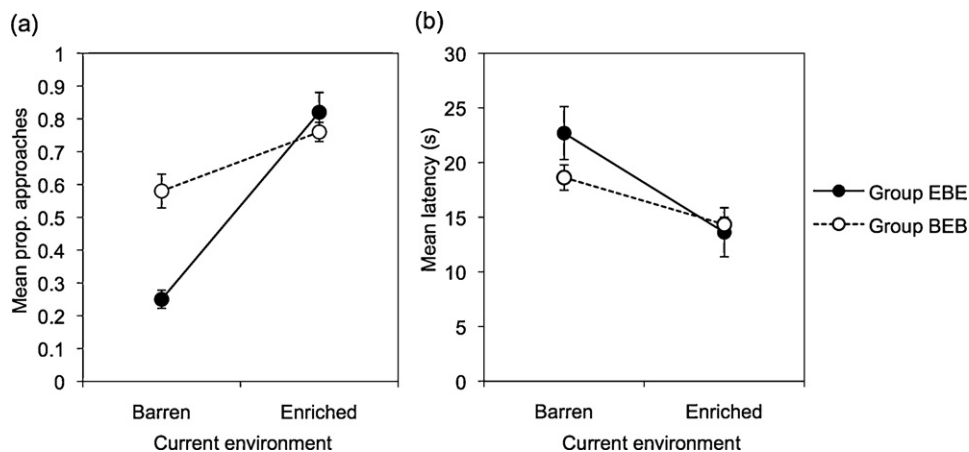 (a)
Mean prop. approaches
1
0.9
0.8
0.7
0.6
0.5
0.4
0.3
0.2
0.1
0
Barren Enriched
Current environment
(b)
Mean latency (s)
30
25
20
15
10
5
0
Barren Enriched
Current environment
Group EBE
Group BEB